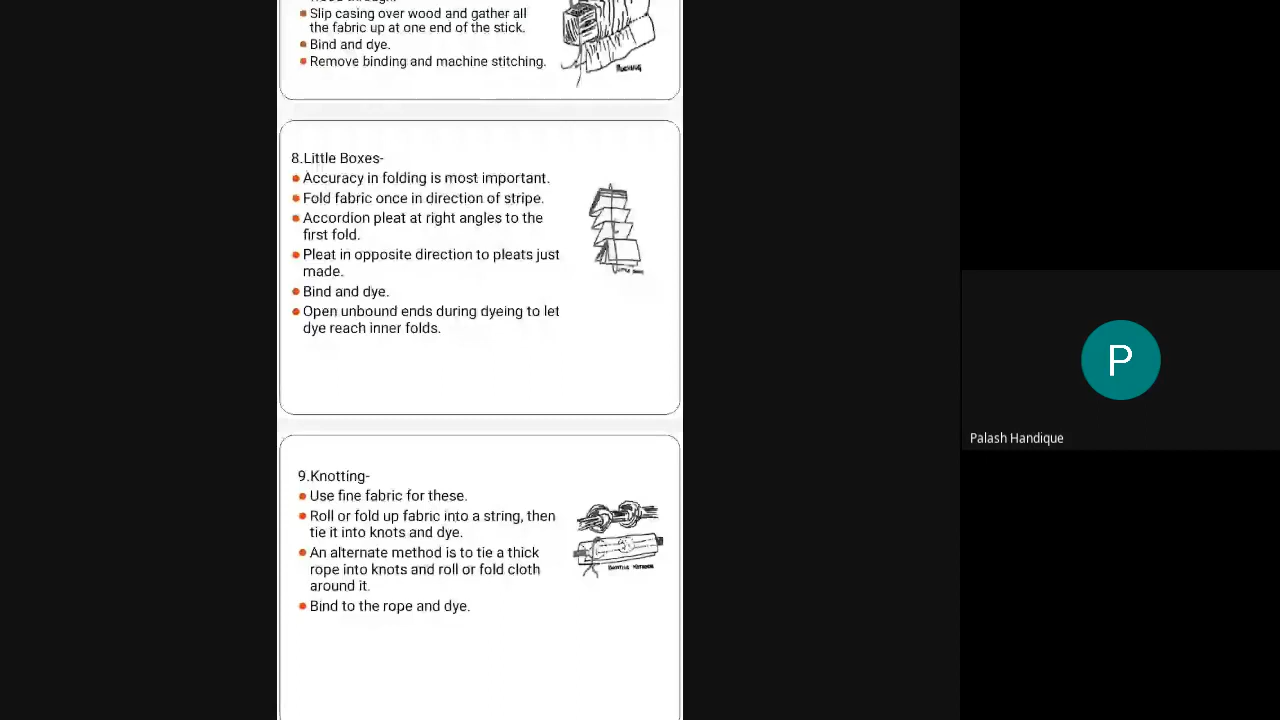 Slip casing over wood and gather all
the fabric up at one end of the stick.
Bind and dye.
Remove binding and machine stitching.
8.Little Boxes-
Accuracy in folding is most important.
Fold fabric once in direction of stripe.
Accordion pleat at right angles to the
first fold.
Pleat in opposite direction to pleats just
made.
Bind and dye.
Open unbound ends during dyeing to let
dye reach inner folds.
9.Knotting-
Use fine fabric for these.
Roll or fold up fabric into a string, then
tie it into knots and dye.
An alternate method is to tie a thick
rope into knots and roll or fold cloth
around it.
Bind to the rope and dye.
P
Palash Handique